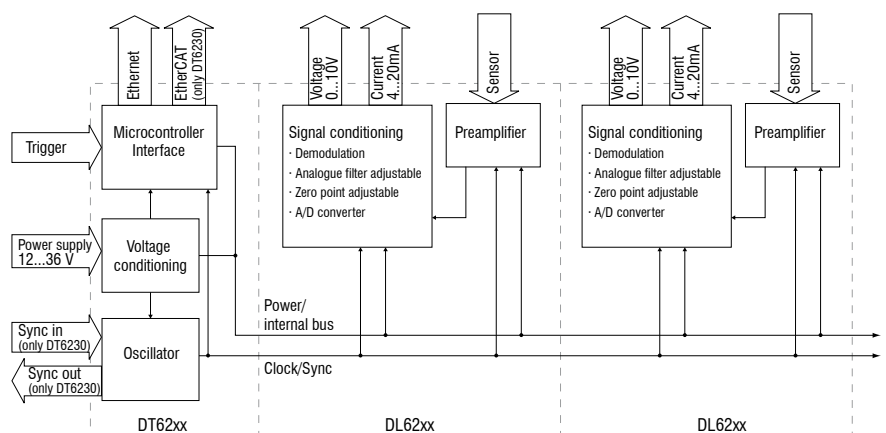 Ethernet
EtherCAT
(only DT6230)
Voltage
0...10V
Current
4...20mA
Sensor
Voltage
0...10V
Current
4...20mA
Sensor
Trigger
Microcontroller
Interface
Signal conditioning
· Demodulation
· Analogue filter adjustable
· Zero point adjustable
· A/D converter
Preamplifier
Signal conditioning
· Demodulation
· Analogue filter adjustable
· Zero point adjustable
· A/D converter
Preamplifier
Power supply
12...36 V
Voltage
conditioning
Power/
internal bus
Sync in
(only DT6230)
Oscillator
Sync out
(only DT6230)
Clock/Sync
DT62xx
DL62xx
DL62xx